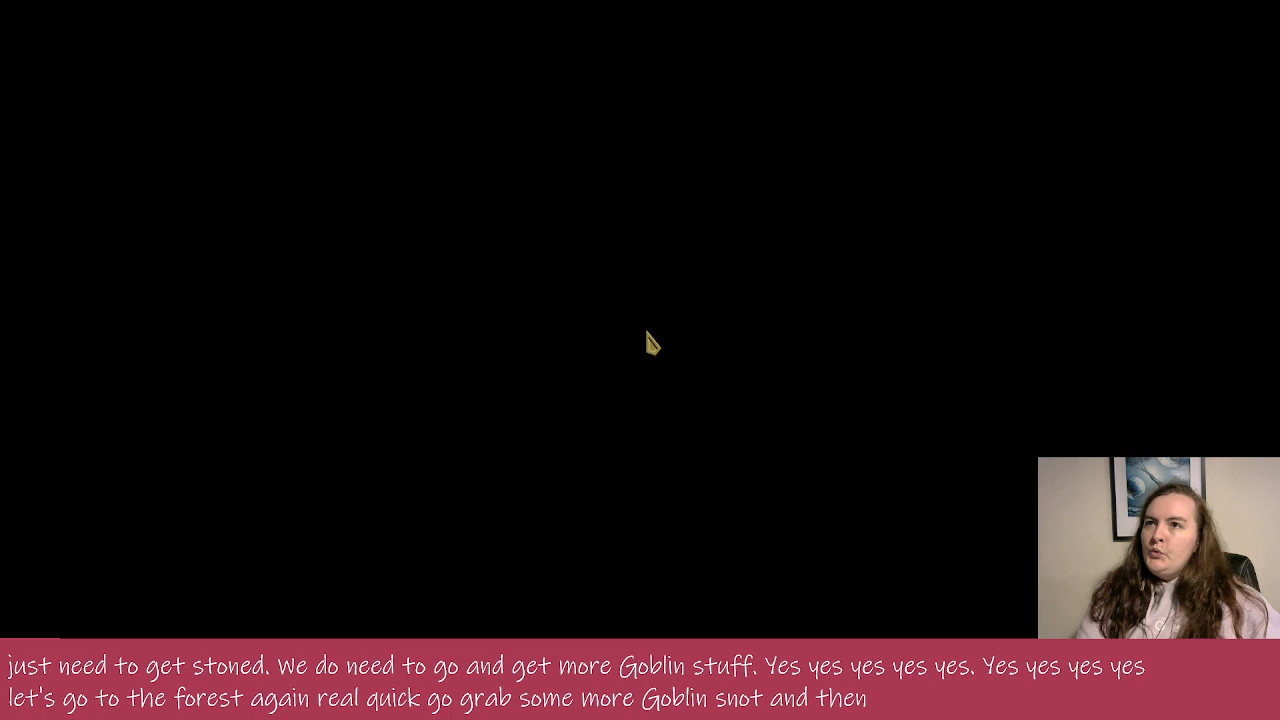 just need to get stoned. We do need to go and get more Goblin stuff. Yes yes yes yes yes. Yes yes yes yes
let's go to the forest again real quick go grab some more Goblin snot and then